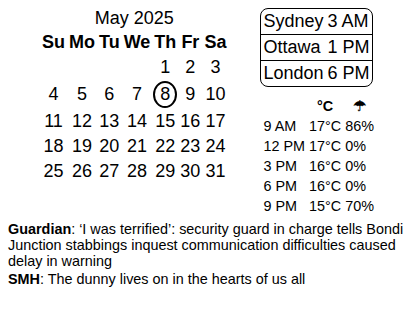 May 2025
Su Mo Tu We Th Fr Sa
1 2 3
4 5 6 7 8 9 10
11 12 13 14 15 16 17
18 19 20 21 22 23 24
25 26 27 28 29 30 31
Sydney 3 AM
Ottawa 1 PM
London 6 PM
°C ☂
9 AM 17°C 86%
12 PM 17°C 0%
3 PM 16°C 0%
6 PM 16°C 0%
9 PM 15°C 70%
Guardian: ‘I was terrified’: security guard in charge tells Bondi
Junction stabbings inquest communication difficulties caused
delay in warning
SMH: The dunny lives on in the hearts of us all